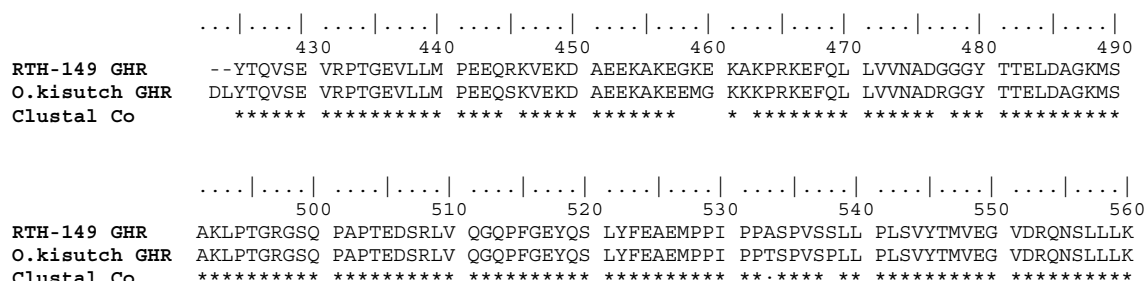 ....|....| ....|....| ....|....| ....|....| ....|....| ....|....| ....|....|
430 440 450 460 470 480 490
RTH-149 GHR --YTQVSE VRPTGEVLLM PEEQRKVEKD AEEKAKEGKE KAKPRKEFQL LVVNADGGGY TTELDAGKMS
O.kisutch GHR DLYTQVSE VRPTGEVLLM PEEQSKVEKD AEEKAKEEMG KKKPRKEFQL LVVNADRGGY TTELDAGKMS
Clustal Co ****** ********** **** ***** ******* * ******** ****** *** **********
....|....| ....|....| ....|....| ....|....| ....|....| ....|....| ....|....|
500 510 520 530 540 550 560
RTH-149 GHR AKLPTGRGSQ PAPTEDSRLV QGQPFGEYQS LYFEAEMPPI PPASPVSSLL PLSVYTMVEG VDRQNSLLLK
O.kisutch GHR AKLPTGRGSQ PAPTEDSRLV QGQPFGEYQS LYFEAEMPPI PPTSPVSPLL PLSVYTMVEG VDRQNSLLLK
Clustal Co ********** ********** ********** ********** **.**** ** ********** **********